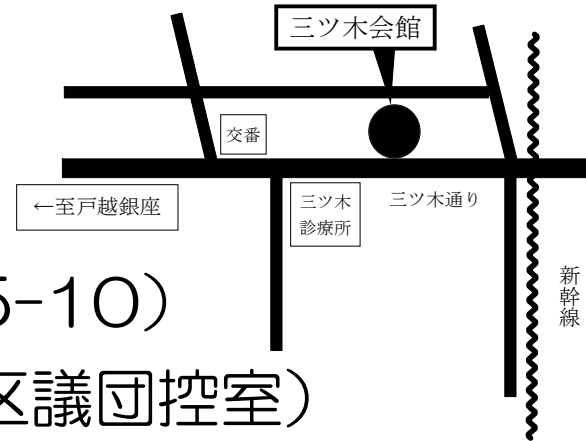 三ツ木会館
交番
三ツ木
診療所
三ツ木通り
←至戸越銀座
新幹線
5-10）
区議団控室）